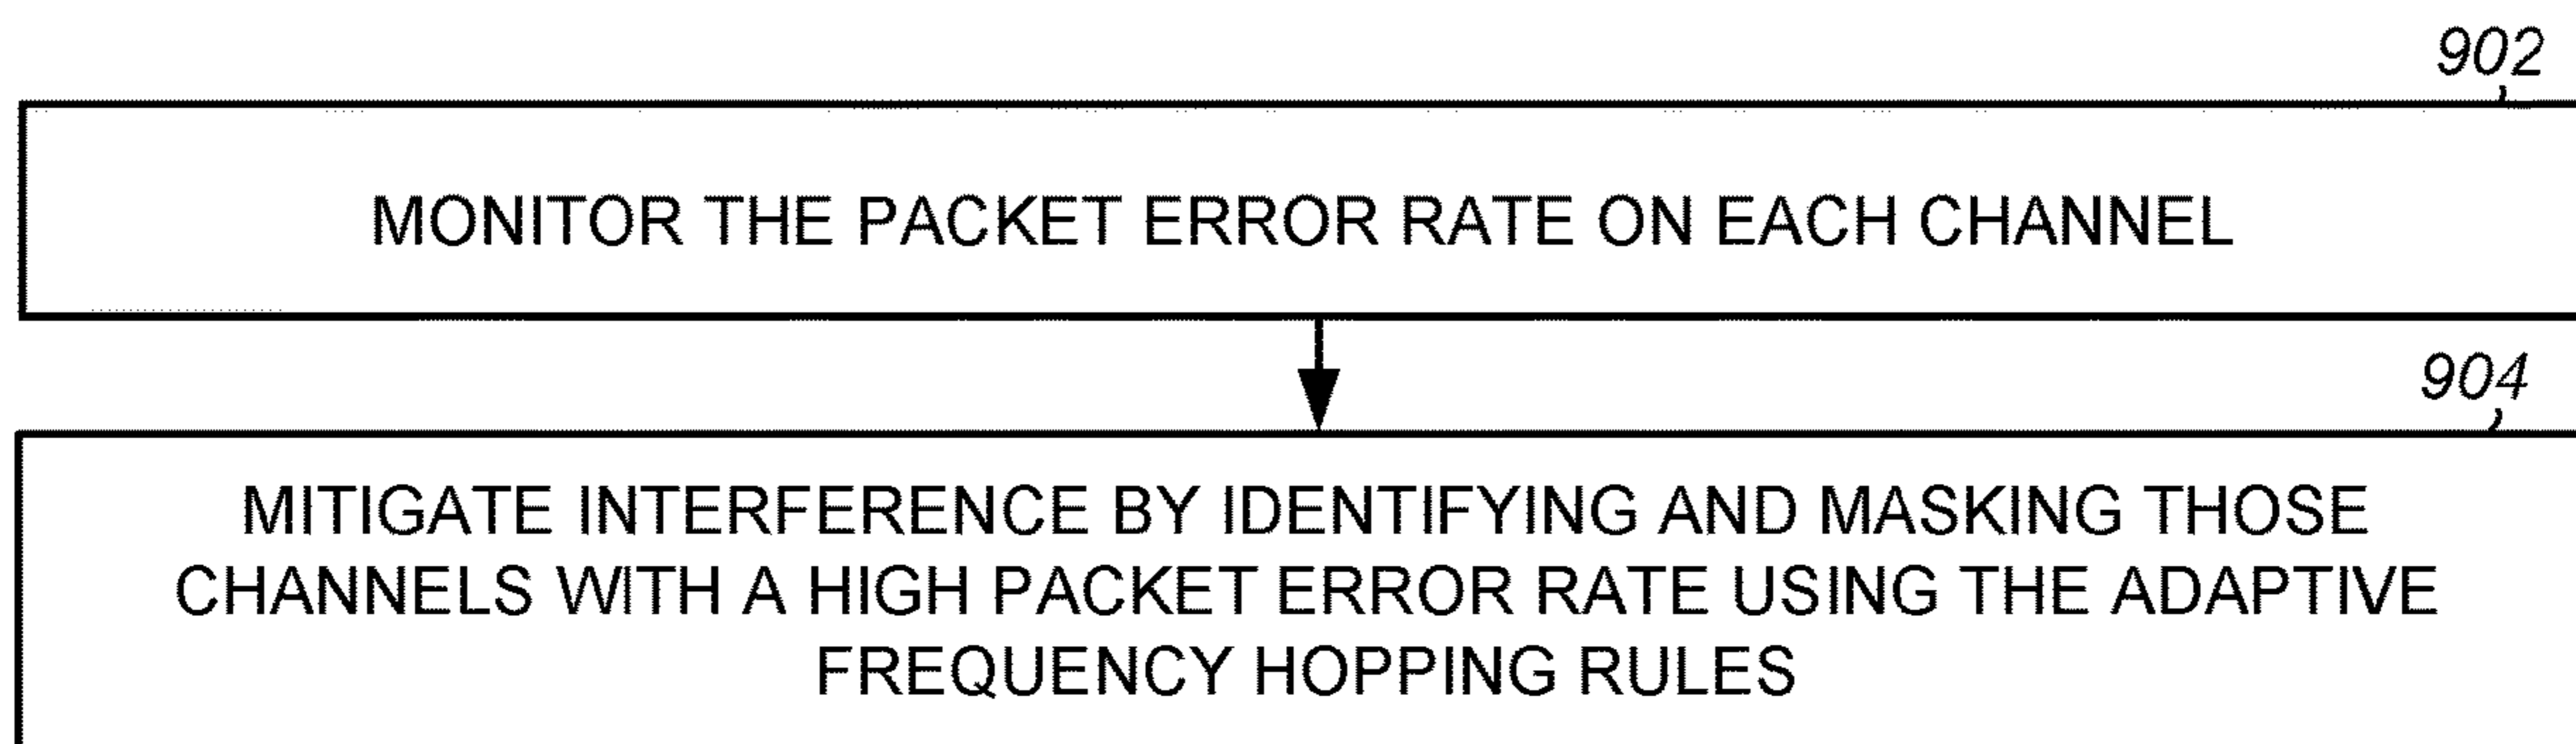 902
MONITOR THE PACKET ERROR RATE ON EACH CHANNEL
904
MITIGATE INTERFERENCE BY IDENTIFYING AND MASKING THOSE
CHANNELS WITH A HIGH PACKET ERROR RATE USING THE ADAPTIVE
FREQUENCY HOPPING RULES